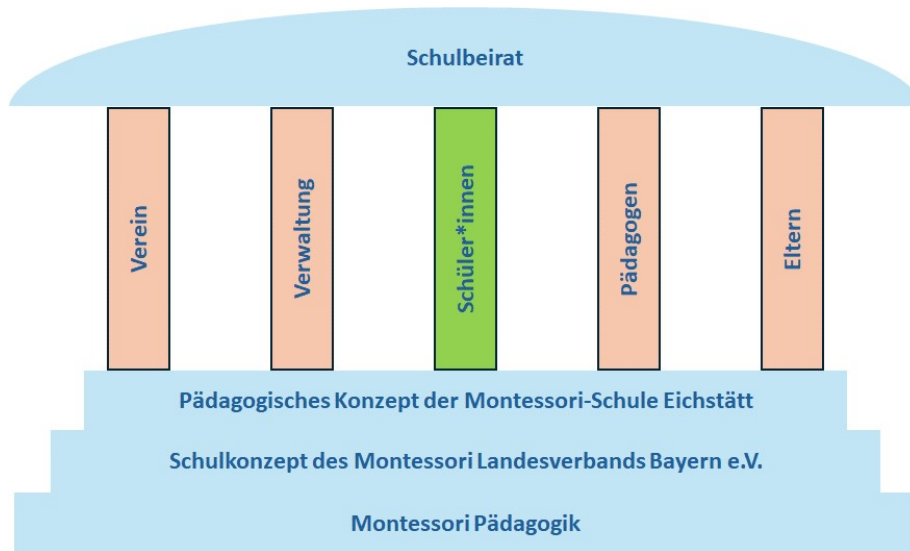 Schulbeirat
Verein
Verwaltung
Schüler*innen
Pädagogen
Eltern
Pädagogisches Konzept der Montessori-Schule Eichstätt
Schulkonzept des Montessori Landesverbands Bayern e.V.
Montessori Pädagogik